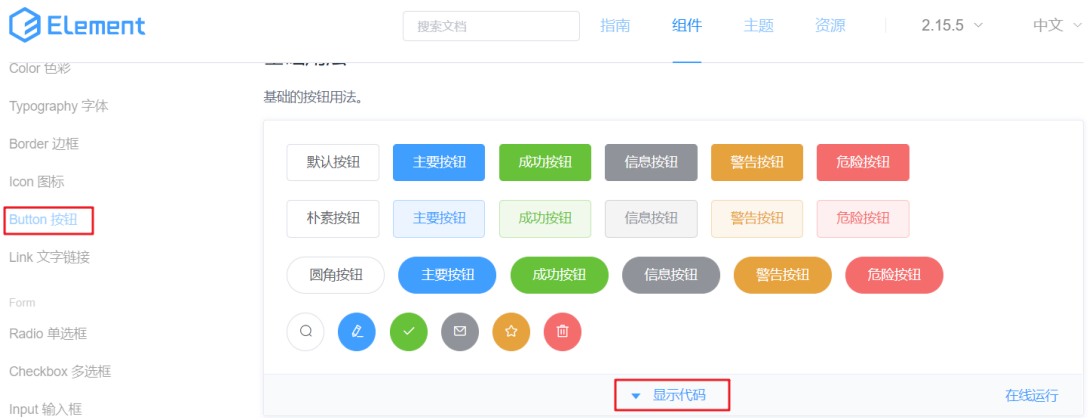 Element
搜索文档
指南 组件 主题 资源 2.15.5 中文
Color 色彩
Typography 字体
Border 边框
Icon 图标
Button 按钮
Link 文字链接
Form
Radio 单选框
Checkbox 多选框
Input 输入框
基础用法
基础的按钮用法。
默认按钮 主要按钮 成功按钮 信息按钮 警告按钮 危险按钮
朴素按钮 主要按钮 成功按钮 信息按钮 警告按钮 危险按钮
圆角按钮 主要按钮 成功按钮 信息按钮 警告按钮 危险按钮
显示代码 在线运行